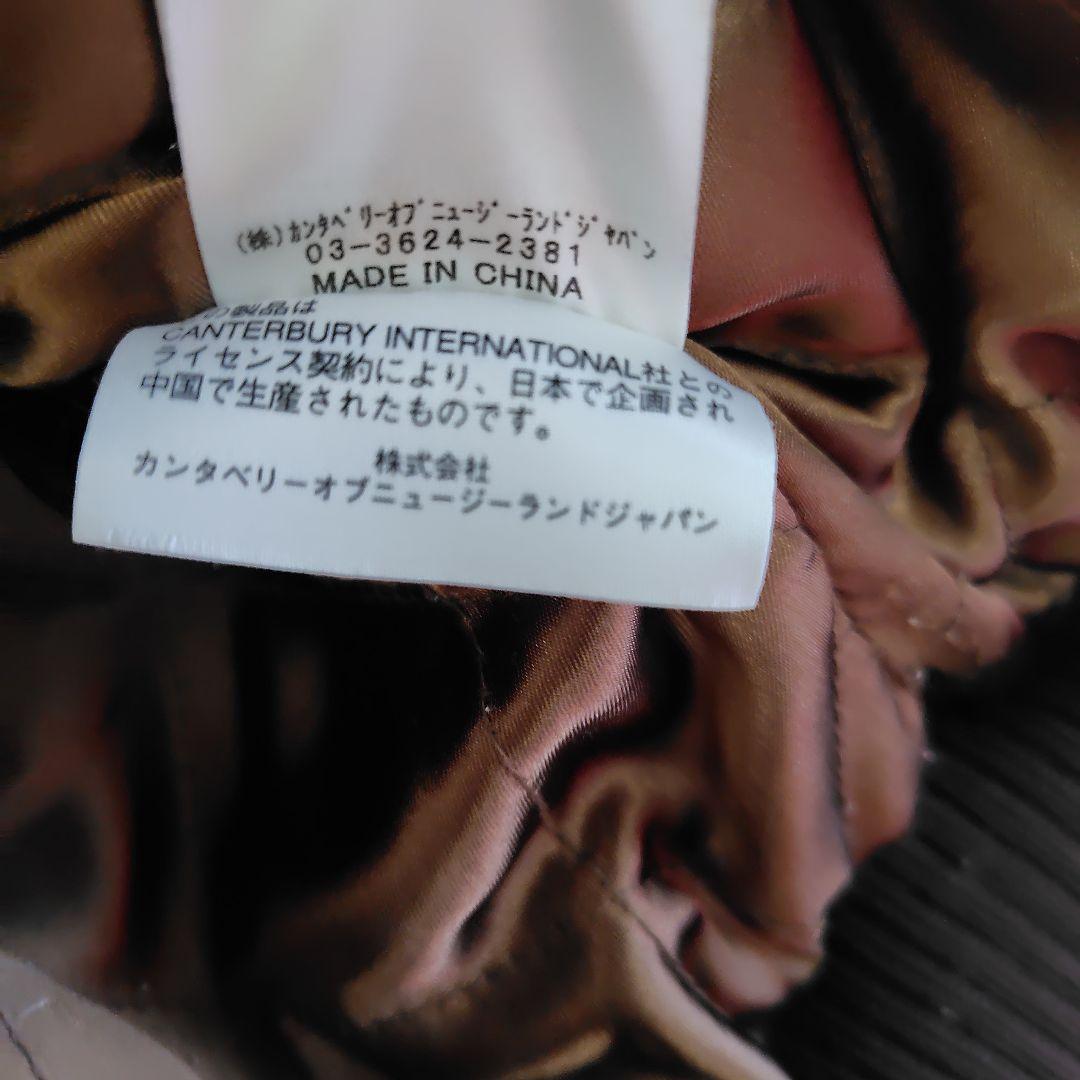 (株)カンタベリーオブニュージーランドジャパン
03-3624-2381
MADE IN CHINA
の製品は
CANTERBURY INTERNATIONAL社との
ライセンス契約により、日本で企画され
中国で生産されたものです。
株式会社
カンタベリーオブニュージーランドジャパン